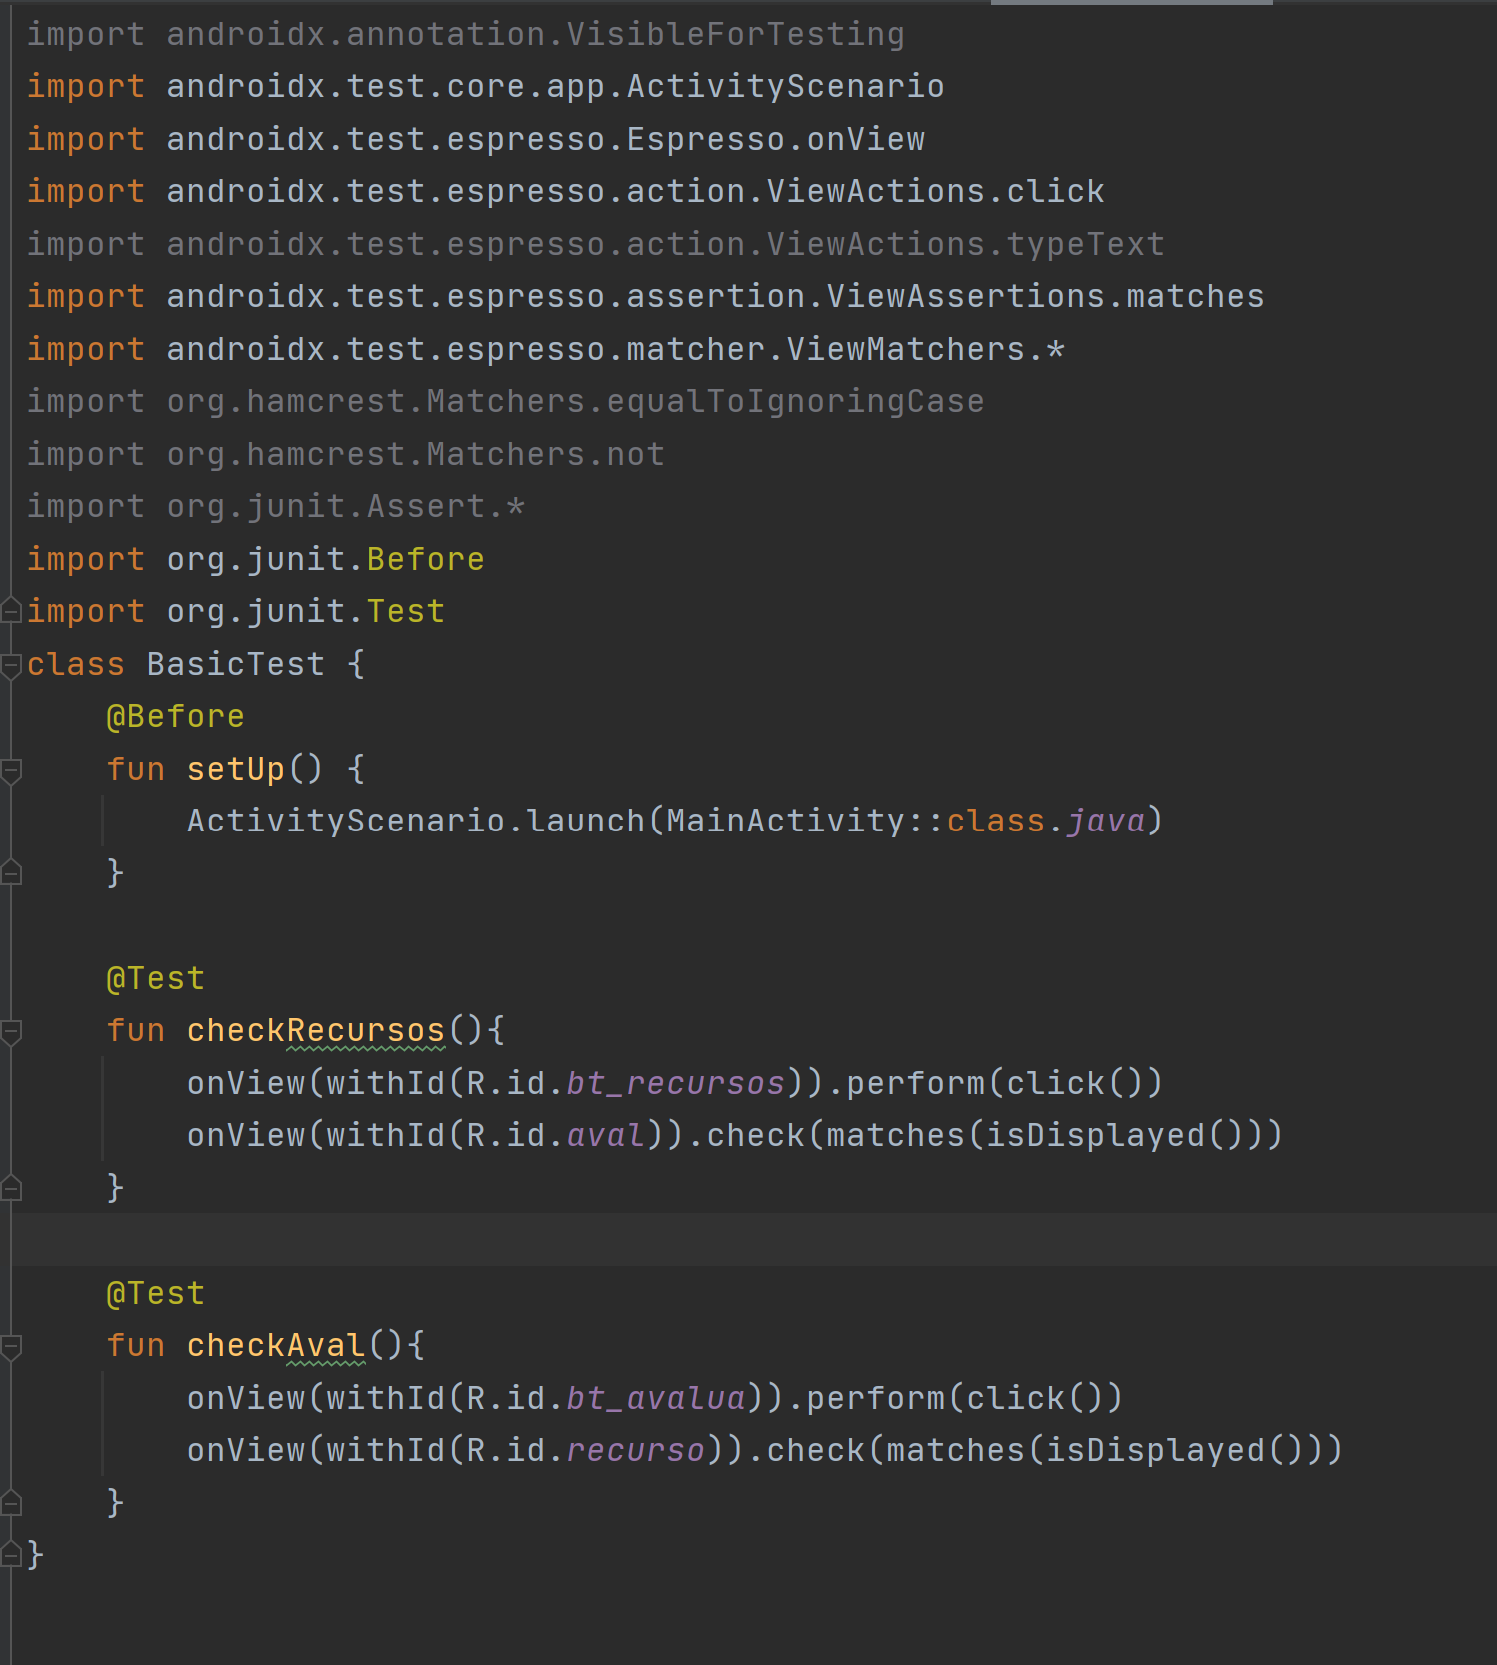 import androidx.annotation.VisibleForTesting
import androidx.test.core.app.ActivityScenario
import androidx.test.espresso.Espresso.onView
import androidx.test.espresso.action.ViewActions.click
import androidx.test.espresso.action.ViewActions.typeText
import androidx.test.espresso.assertion.ViewAssertions.matches
import androidx.test.espresso.matcher.ViewMatchers.*
import org.hamcrest.Matchers.equalToIgnoringCase
import org.hamcrest.Matchers.not
import org.junit.Assert.*
import org.junit.Before
import org.junit.Test
class BasicTest {
    @Before
    fun setUp() {
        ActivityScenario.launch(MainActivity::class.java)
    }

    @Test
    fun checkRecursos(){
        onView(withId(R.id.bt_recursos)).perform(click())
        onView(withId(R.id.aval)).check(matches(isDisplayed()))
    }

    @Test
    fun checkAval(){
        onView(withId(R.id.bt_avalua)).perform(click())
        onView(withId(R.id.recurso)).check(matches(isDisplayed()))
    }
}